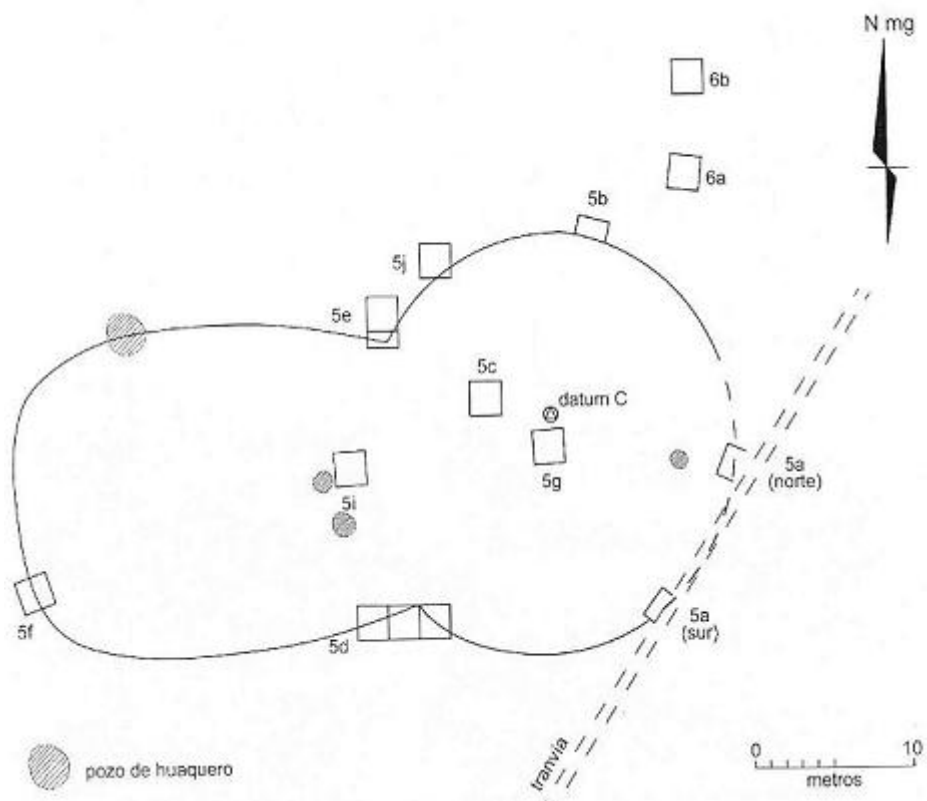 N mg
6b
6a
5b
5j
5e
5c
datum C
5g
5a
(norte)
5i
5a
(sur)
5f
5d
tranvia
pozo de huaquero
0 10
metros